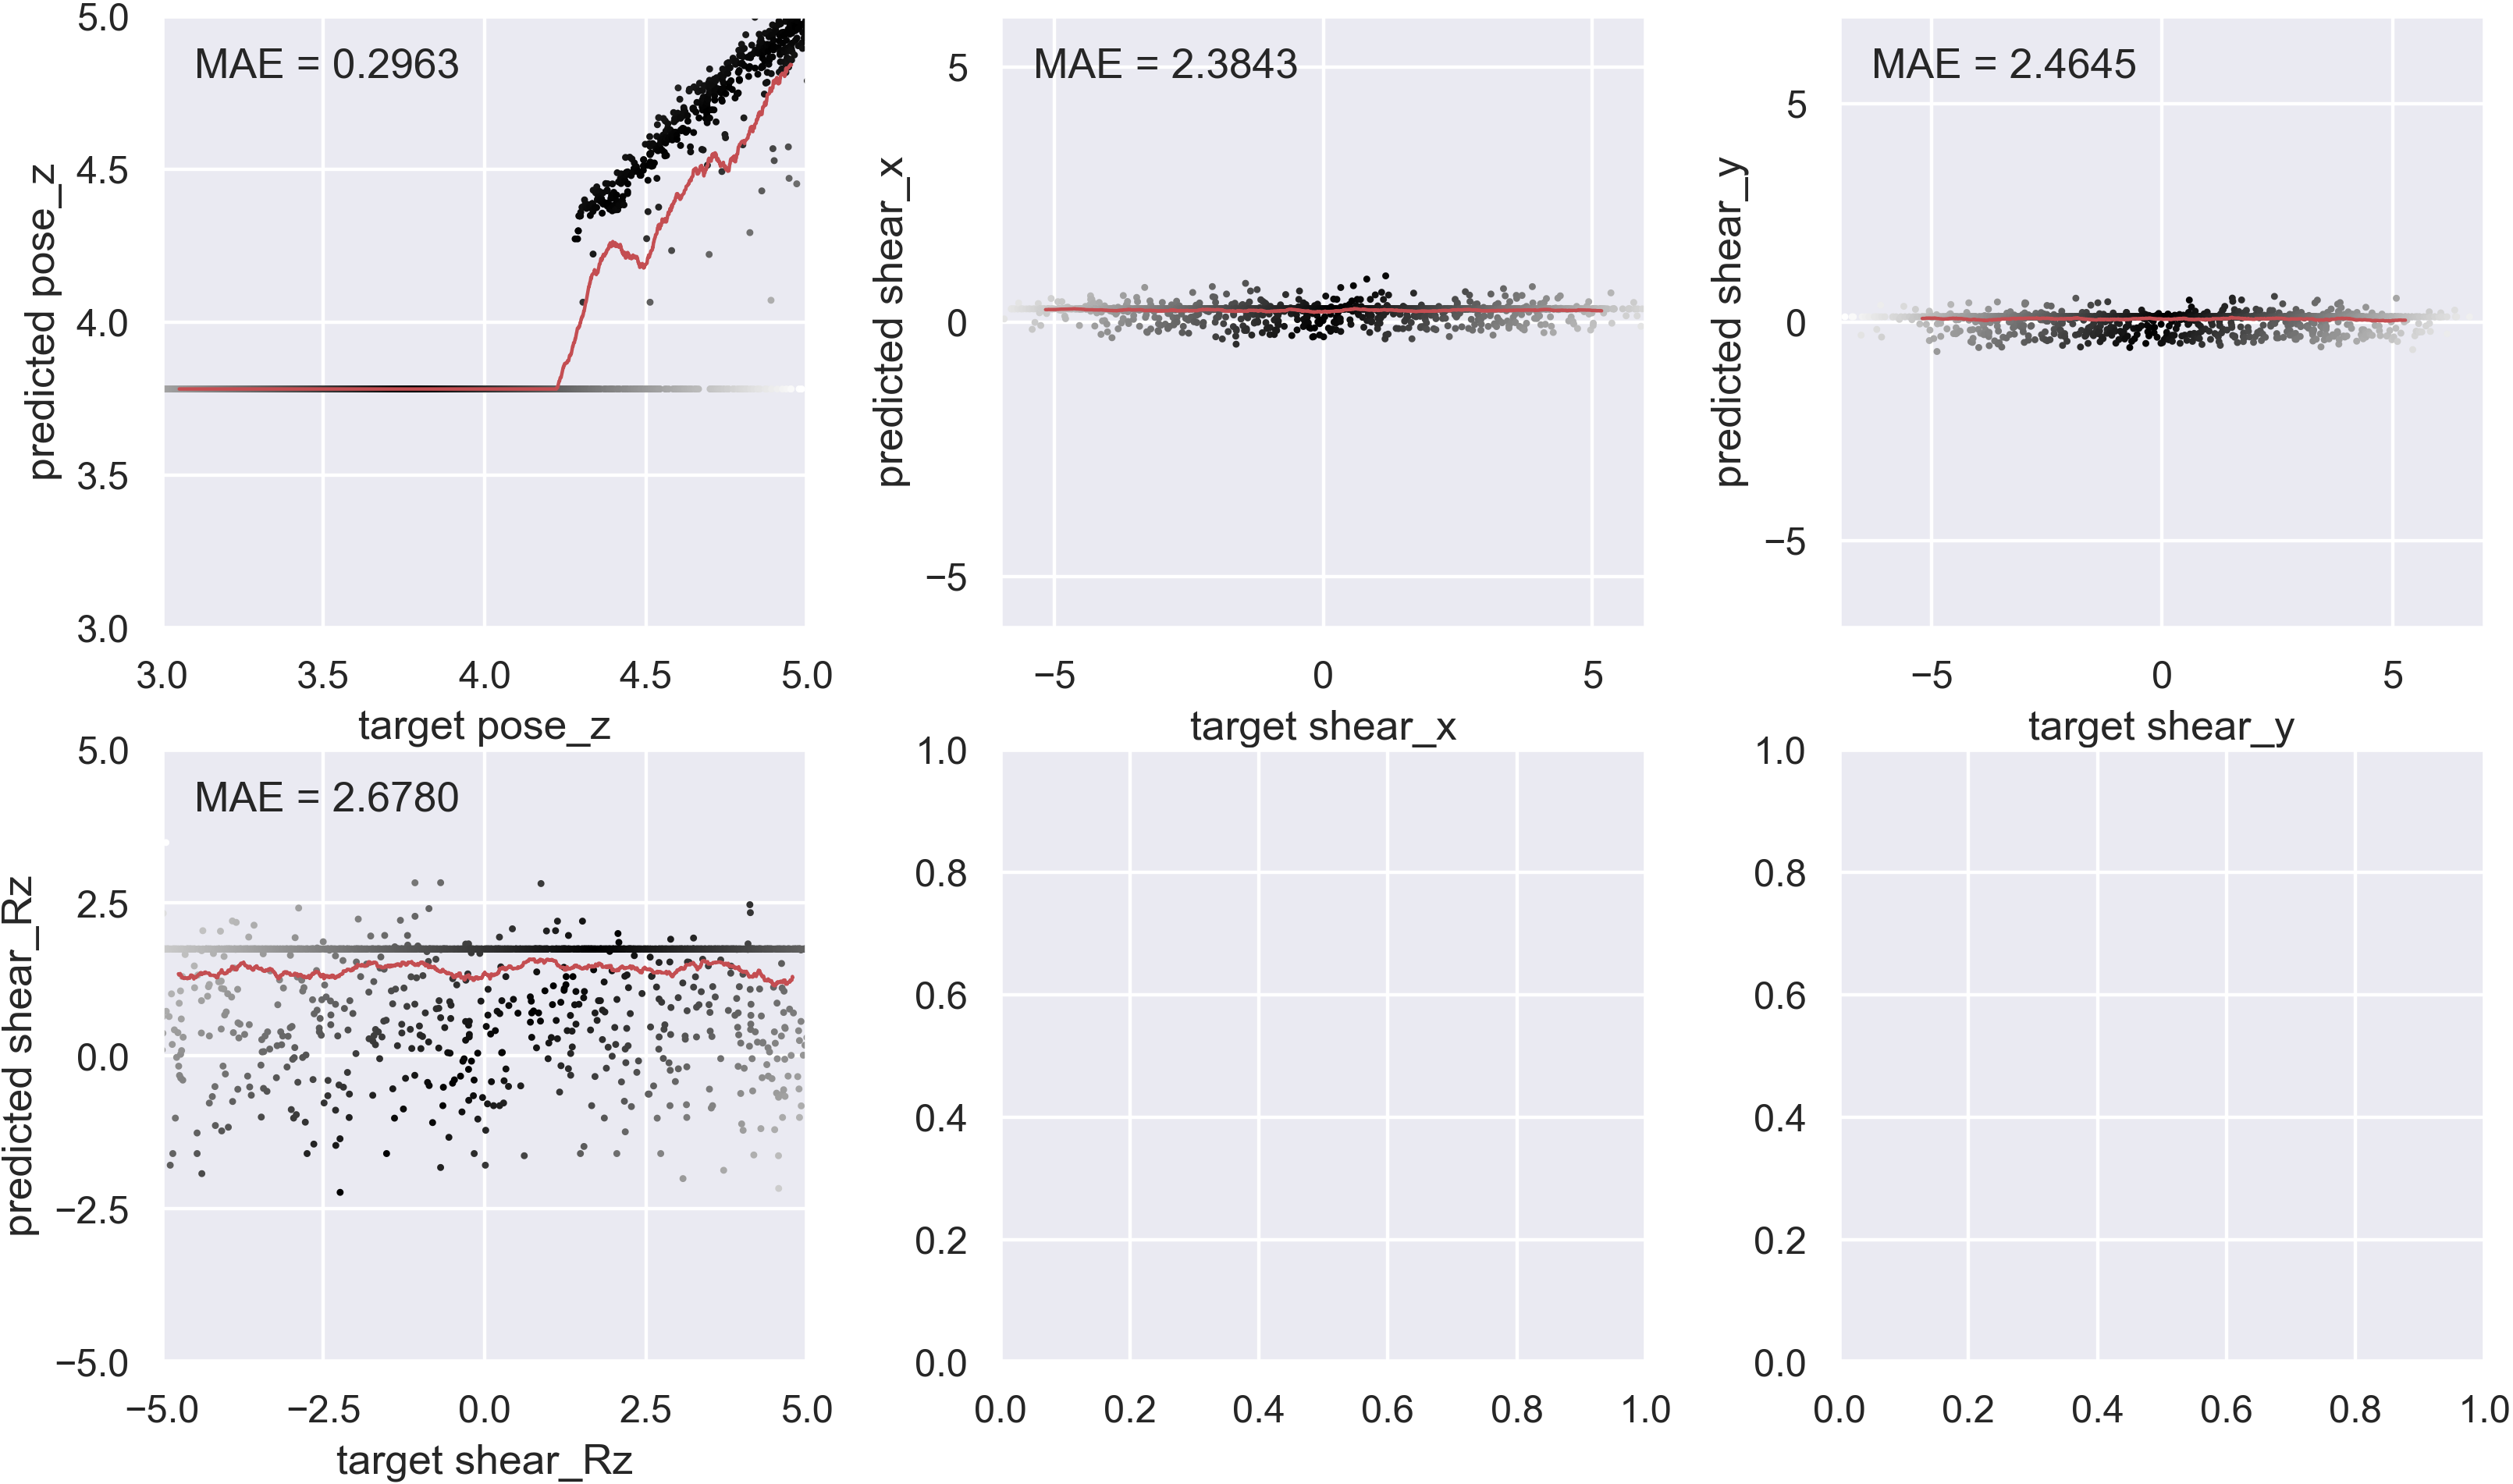 MAE = 0.2963
predicted pose_z
5.0
4.5
4.0
3.5
3.0
3.0 3.5 4.0 4.5 5.0
target pose_z
MAE = 2.3843
predicted shear_x
5
0
−5
−5 0 5
target shear_x
MAE = 2.4645
predicted shear_y
5
0
−5
−5 0 5
target shear_y
MAE = 2.6780
predicted shear_Rz
5.0
2.5
0.0
−2.5
−5.0
−5.0 −2.5 0.0 2.5 5.0
target shear_Rz
1.0
0.8
0.6
0.4
0.2
0.0
0.0 0.2 0.4 0.6 0.8 1.0
1.0
0.8
0.6
0.4
0.2
0.0
0.0 0.2 0.4 0.6 0.8 1.0